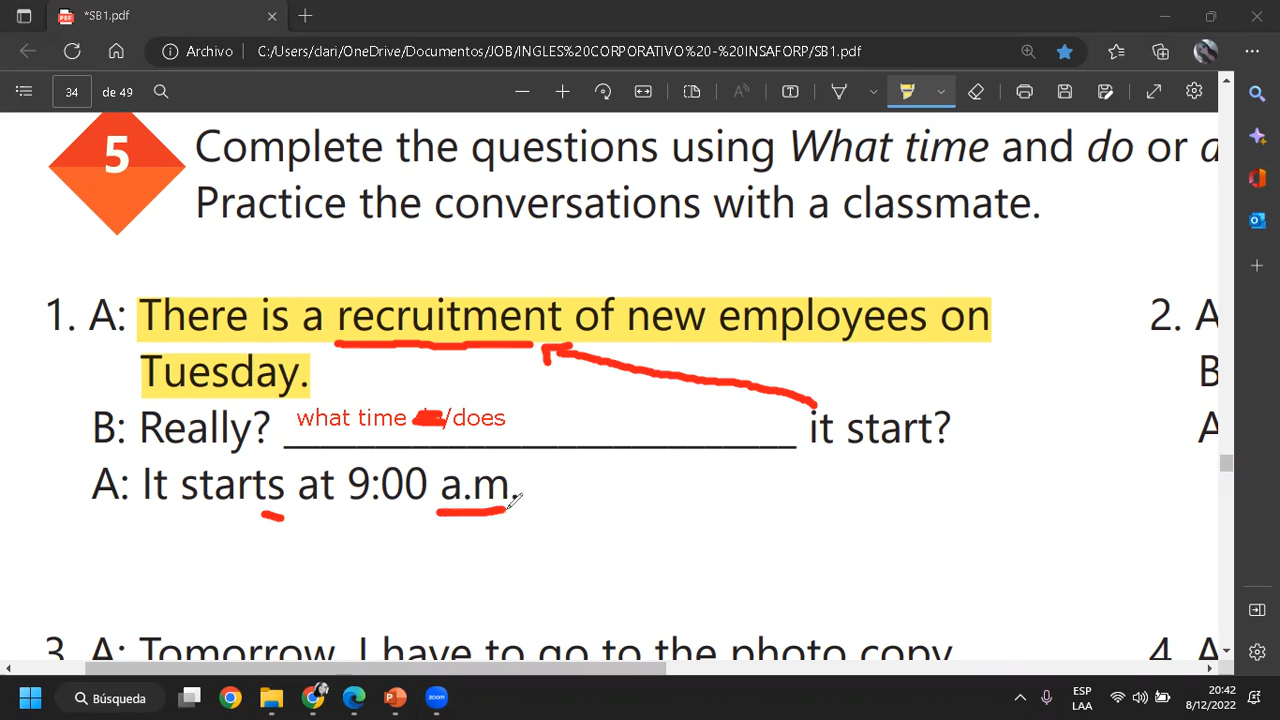 *SB1.pdf
Archivo C:/Users/clari/OneDrive/Documentos/JOB/INGLES%20CORPORATIVO%20-%20INSAFORP/SB1.pdf
34 de 49
5 Complete the questions using What time and do or
Practice the conversations with a classmate.
1. A: There is a recruitment of new employees on
Tuesday.
B: Really? what time /does it start?
A: It starts at 9:00 a.m.
2. A
B
A
3. A: Tomorrow, I have to go to the photo copy
4. A
Búsqueda
zoom
ESP
LAA
20:42
8/12/2022